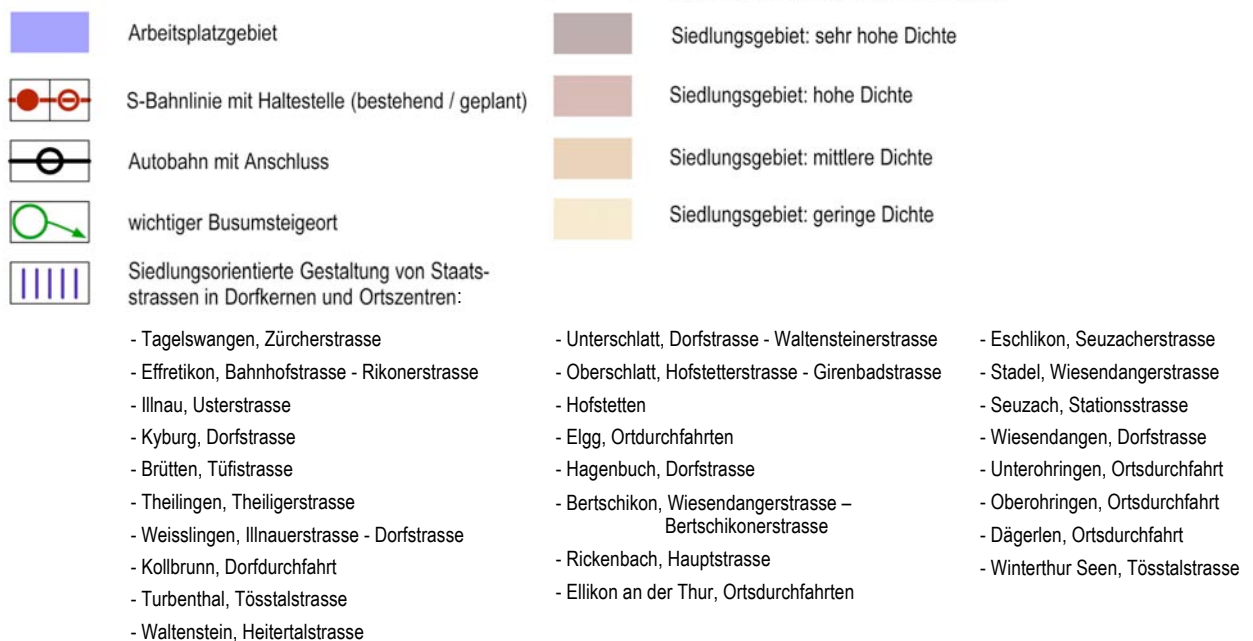 Arbeitsplatzgebiet
S-Bahnlinie mit Haltestelle (bestehend / geplant)
Autobahn mit Anschluss
wichtiger Busumsteigeort
Siedlungsorientierte Gestaltung von Staats-
strassen in Dorfkernen und Ortszentren:
Siedlungsgebiet: sehr hohe Dichte
Siedlungsgebiet: hohe Dichte
Siedlungsgebiet: mittlere Dichte
Siedlungsgebiet: geringe Dichte
- Tagelswangen, Zürcherstrasse
- Effretikon, Bahnhofstrasse - Rikonerstrasse
- Illnau, Usterstrasse
- Kyburg, Dorfstrasse
- Brütten, Tüfistrasse
- Theilingen, Theiligerstrasse
- Weisslingen, Illnauerstrasse - Dorfstrasse
- Kollbrunn, Dorfdurchfahrt
- Turbenthal, Tösstalstrasse
- Waltenstein, Heitertalstrasse
- Unterschlatt, Dorfstrasse - Waltensteinerstrasse
- Oberschlatt, Hofstetterstrasse - Girenbadstrasse
- Hofstetten
- Elgg, Ortdurchfahrten
- Hagenbuch, Dorfstrasse
- Bertschikon, Wiesendangerstrasse –
Bertschikonerstrasse
- Rickenbach, Hauptstrasse
- Ellikon an der Thur, Ortsdurchfahrten
- Eschlikon, Seuzacherstrasse
- Stadel, Wiesendangerstrasse
- Seuzach, Stationsstrasse
- Wiesendangen, Dorfstrasse
- Unterohringen, Ortsdurchfahrt
- Oberohringen, Ortsdurchfahrt
- Dägerlen, Ortsdurchfahrt
- Winterthur Seen, Tösstalstrasse